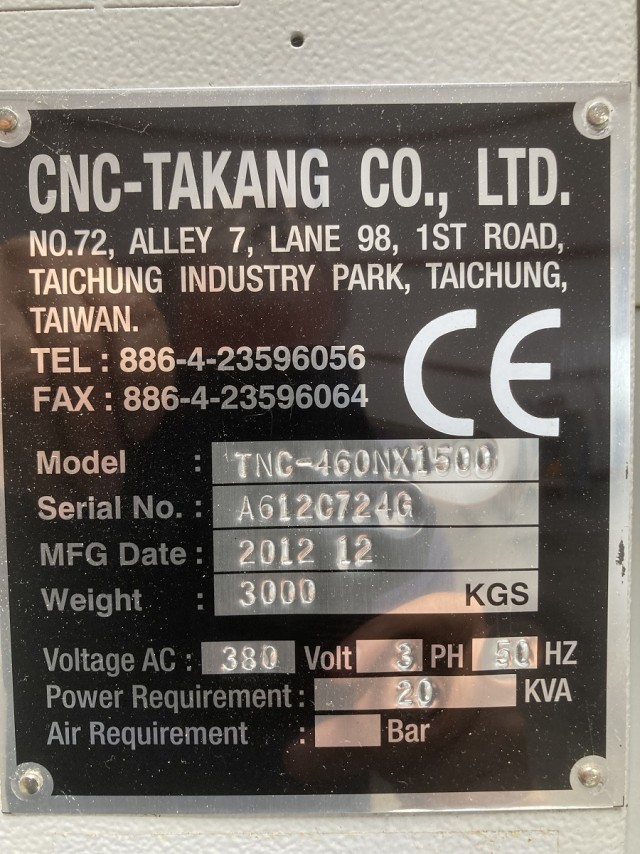 CNC-TAKANG CO., LTD.
NO.72, ALLEY 7, LANE 98, 1ST ROAD,
TAICHUNG INDUSTRY PARK, TAICHUNG,
TAIWAN.
TEL : 886-4-23596056
FAX : 886-4-23596064
CE
Model : TNC-460NX1500
Serial No. : A612C724G
MFG Date : 2012 12
Weight : 3000 KGS
Voltage AC : 380 Volt 3 PH 50 HZ
Power Requirement : 20 KVA
Air Requirement : Bar